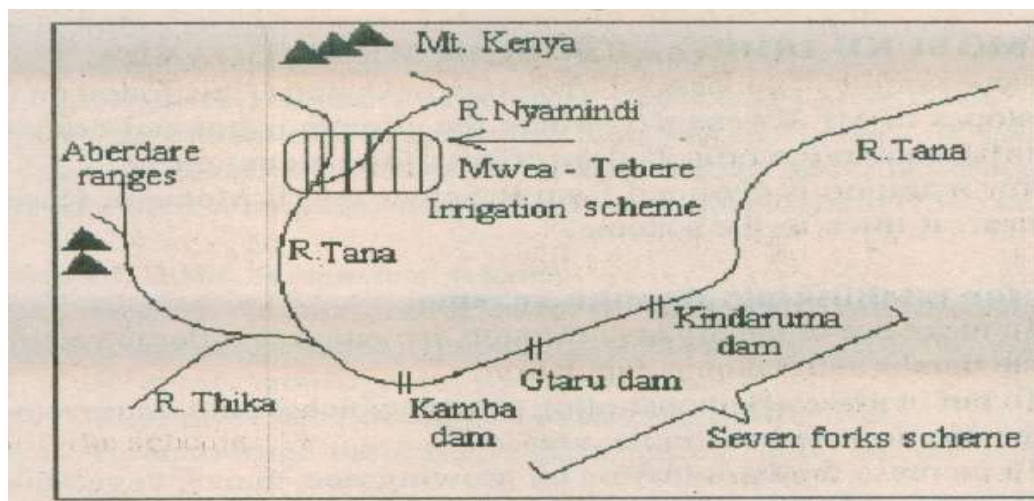 Mt. Kenya
R. Nyamindi
Aberdare
ranges
Mwea - Tebere
Irrigation scheme
R. Tana
R. Tana
Kindaruma
dam
Gtaru dam
R. Thika
Kamba
dam
Seven forks scheme